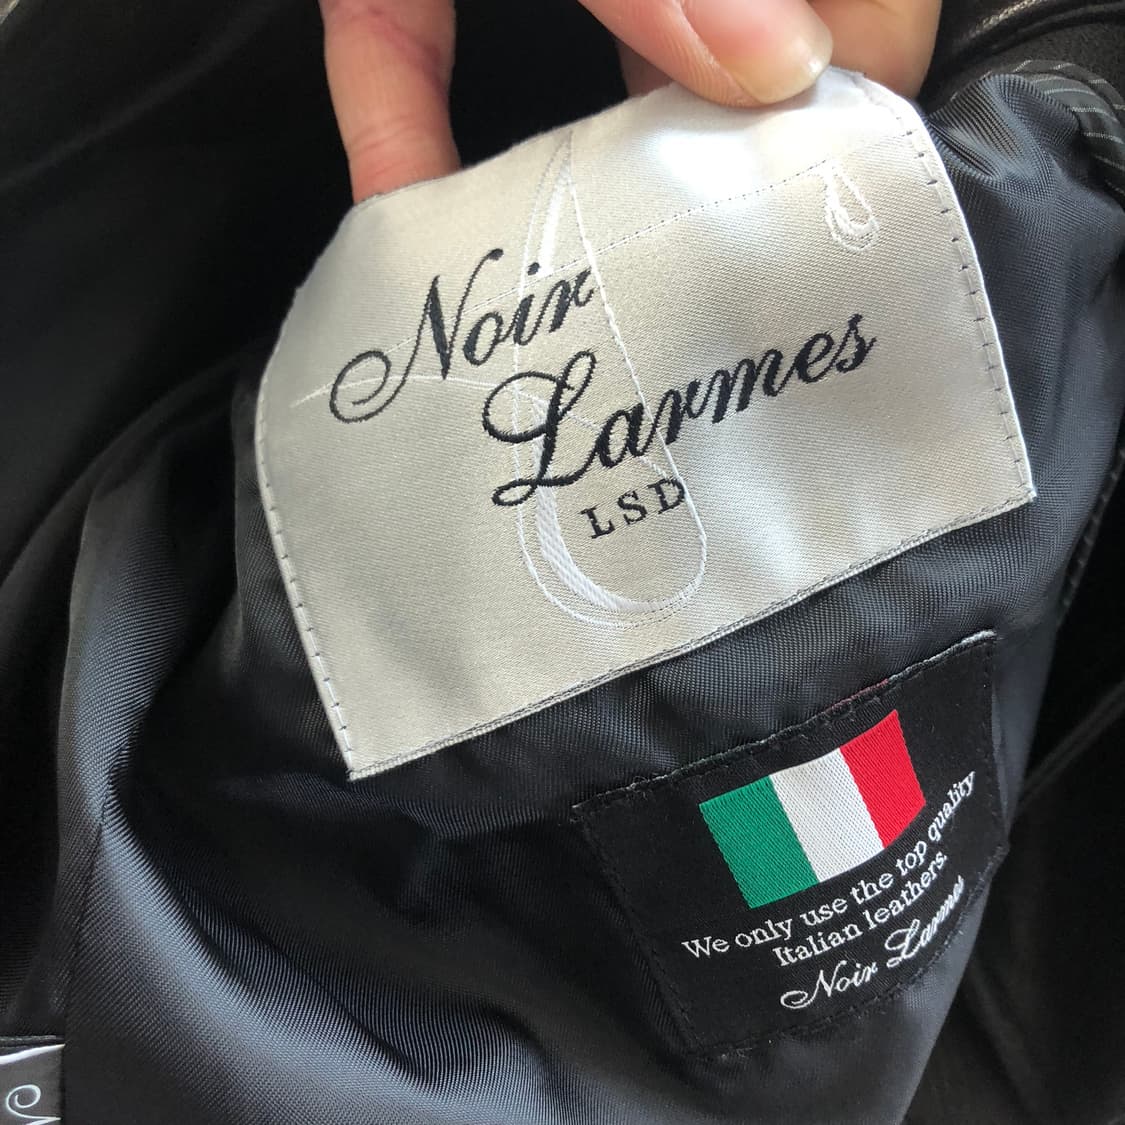 Noir
Larmes
LSD
We only use the top quality
Italian leathers.
Noir Larmes